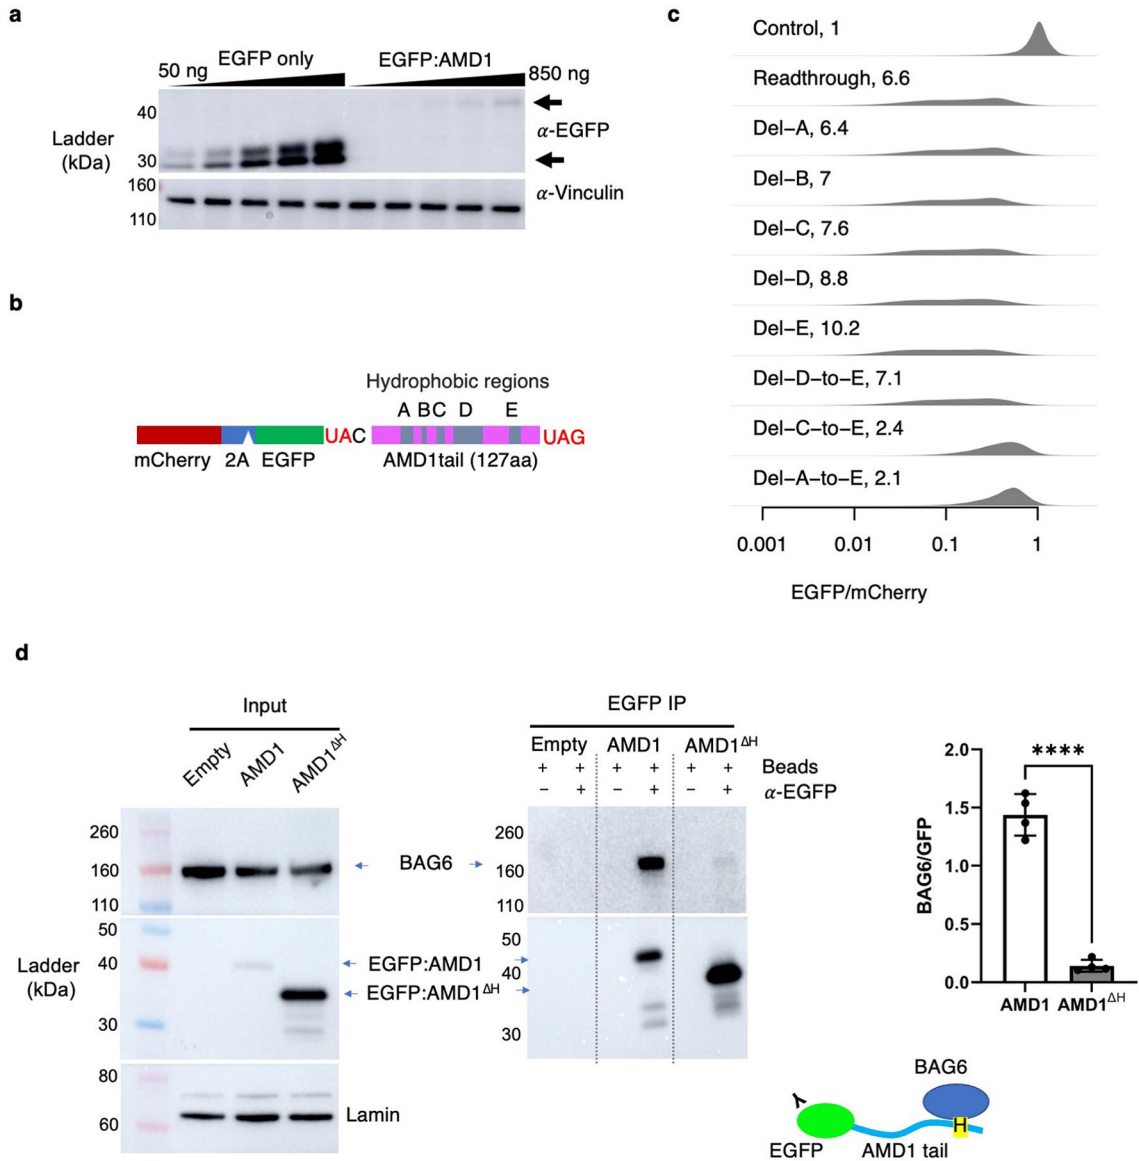 a
EGFP only
EGFP:AMD1
50 ng
850 ng
40
Ladder
(kDa)
30
α-EGFP
160
110
α-Vinculin
b
Hydrophobic regions
A B C D E
UAC
UAG
mCherry 2A EGFP
AMD1tail (127aa)
c
Control, 1
Readthrough, 6.6
Del–A, 6.4
Del–B, 7
Del–C, 7.6
Del–D, 8.8
Del–E, 10.2
Del–D–to–E, 7.1
Del–C–to–E, 2.4
Del–A–to–E, 2.1
0.001 0.01 0.1 1
EGFP/mCherry
d
Input
Empty
AMD1
AMD1ΔH
260
160
110
BAG6
50
40
30
Ladder
(kDa)
EGFP:AMD1
EGFP:AMD1ΔH
80
60
Lamin
EGFP IP
Empty AMD1 AMD1ΔH
+ + + + + + Beads
– + – + – + α-EGFP
260
160
110
50
40
30
2.0
1.5
1.0
0.5
0.0
BAG6/GFP
****
AMD1 AMD1ΔH
BAG6
H
EGFP AMD1 tail